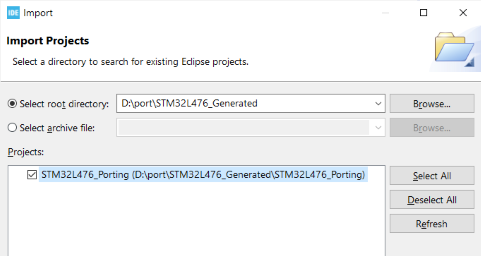 IDE Import
Import Projects
Select a directory to search for existing Eclipse projects.
Select root directory: D:\port\STM32L476_Generated Browse...
Select archive file: Browse...
Projects:
STM32L476_Porting (D:\port\STM32L476_Generated\STM32L476_Porting) Select All
Deselect All
Refresh